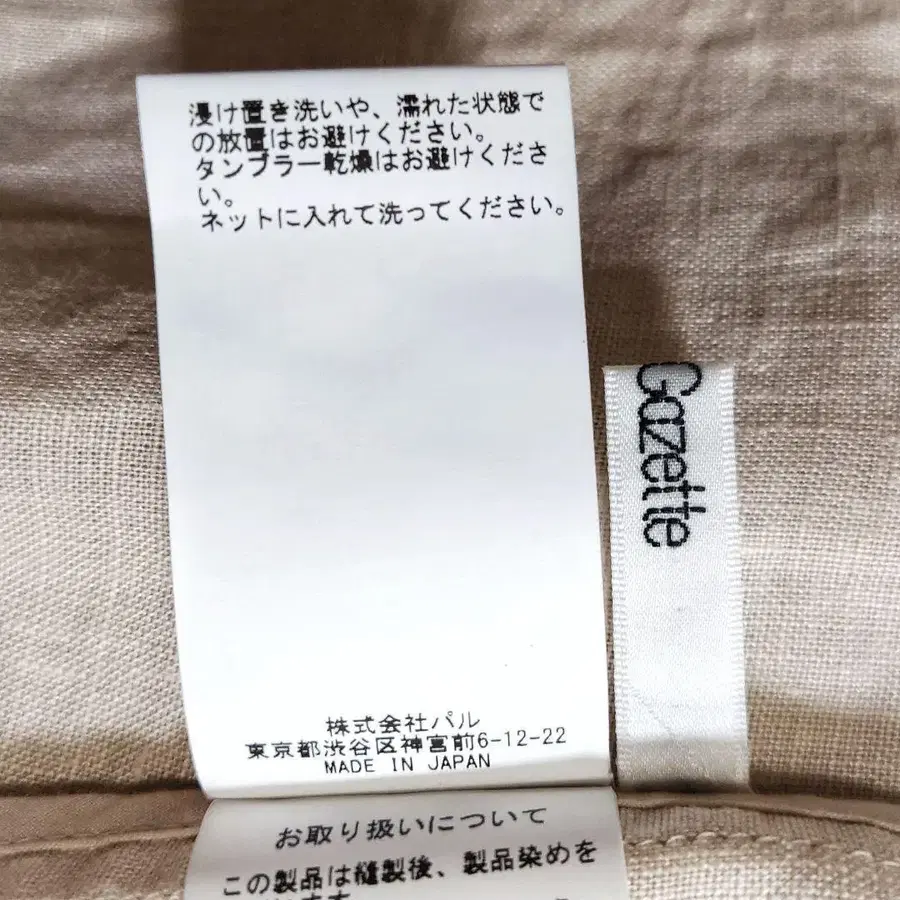 浸け置き洗いや、濡れた状態で
の放置はお避けください。
タンブラー乾燥はお避けくださ
い。
ネットに入れて洗ってください。
Gazette
株式会社パル
東京都渋谷区神宮前6-12-22
MADE IN JAPAN
お取り扱いについて
この製品は縫製後、製品染めを